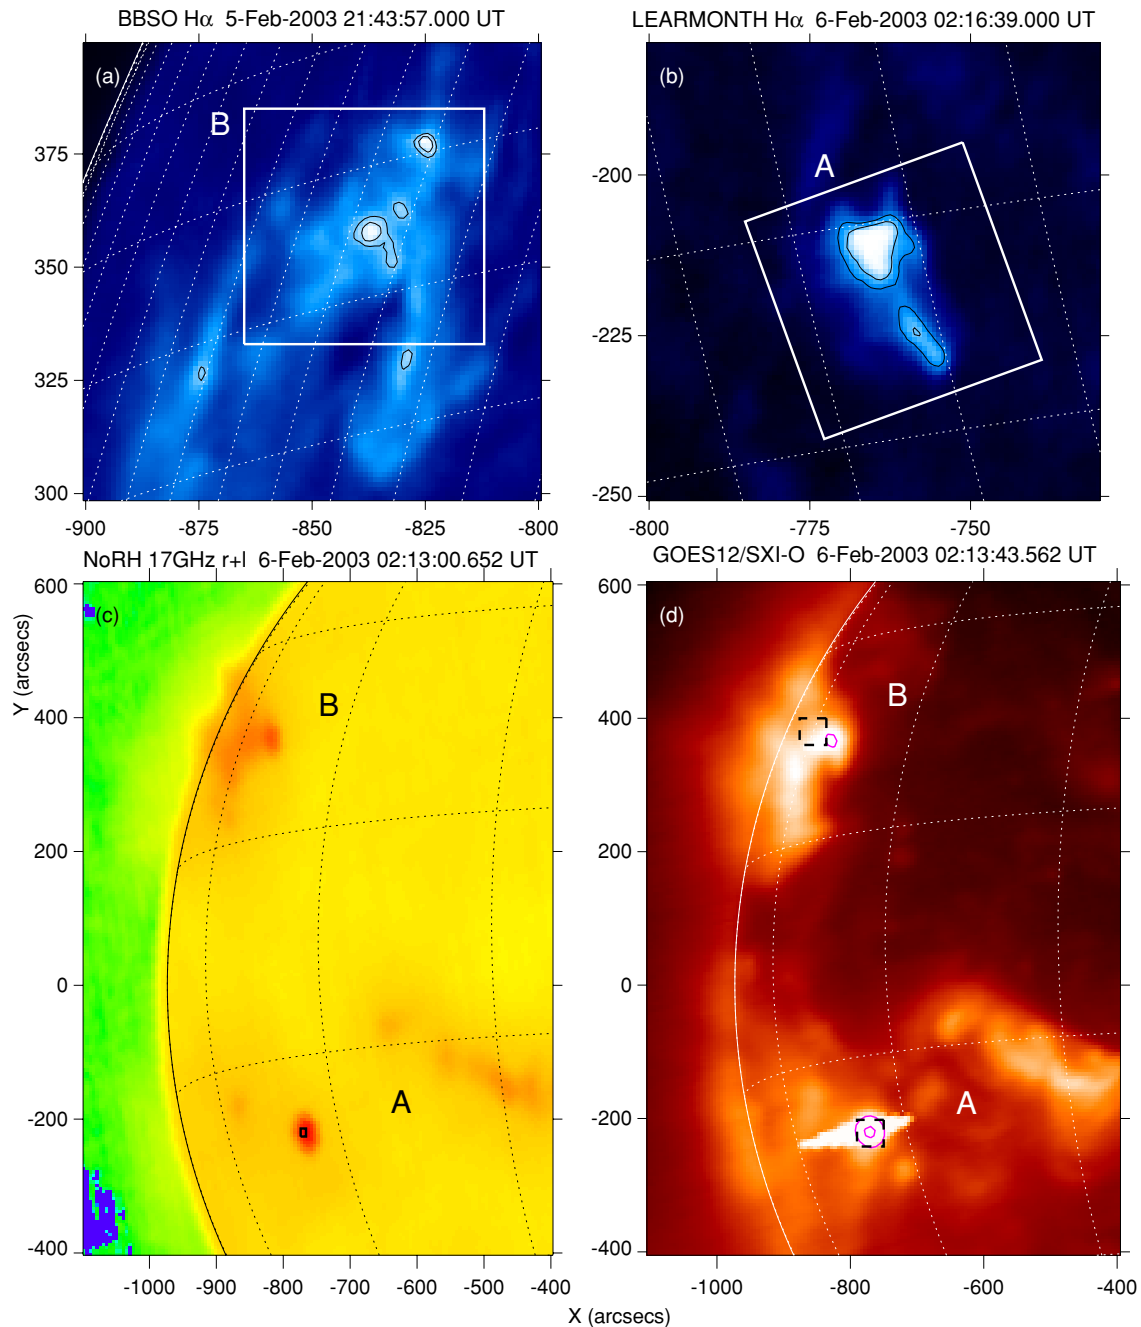 BBSO Hα 5-Feb-2003 21:43:57.000 UT
LEARMONTH Hα 6-Feb-2003 02:16:39.000 UT
(a)
B
375
350
325
300
-900
-875
-850
-825
-800
(b)
A
-200
-225
-250
-800
-775
-750
NoRH 17GHz r+l 6-Feb-2003 02:13:00.652 UT
GOES12/SXI-O 6-Feb-2003 02:13:43.562 UT
(c)
B
A
600
400
200
0
-200
-400
Y (arcsecs)
-1000
-900
-800
-700
-600
-500
-400
(d)
B
A
600
400
200
0
-200
-400
-1000
-800
-600
-400
X (arcsecs)